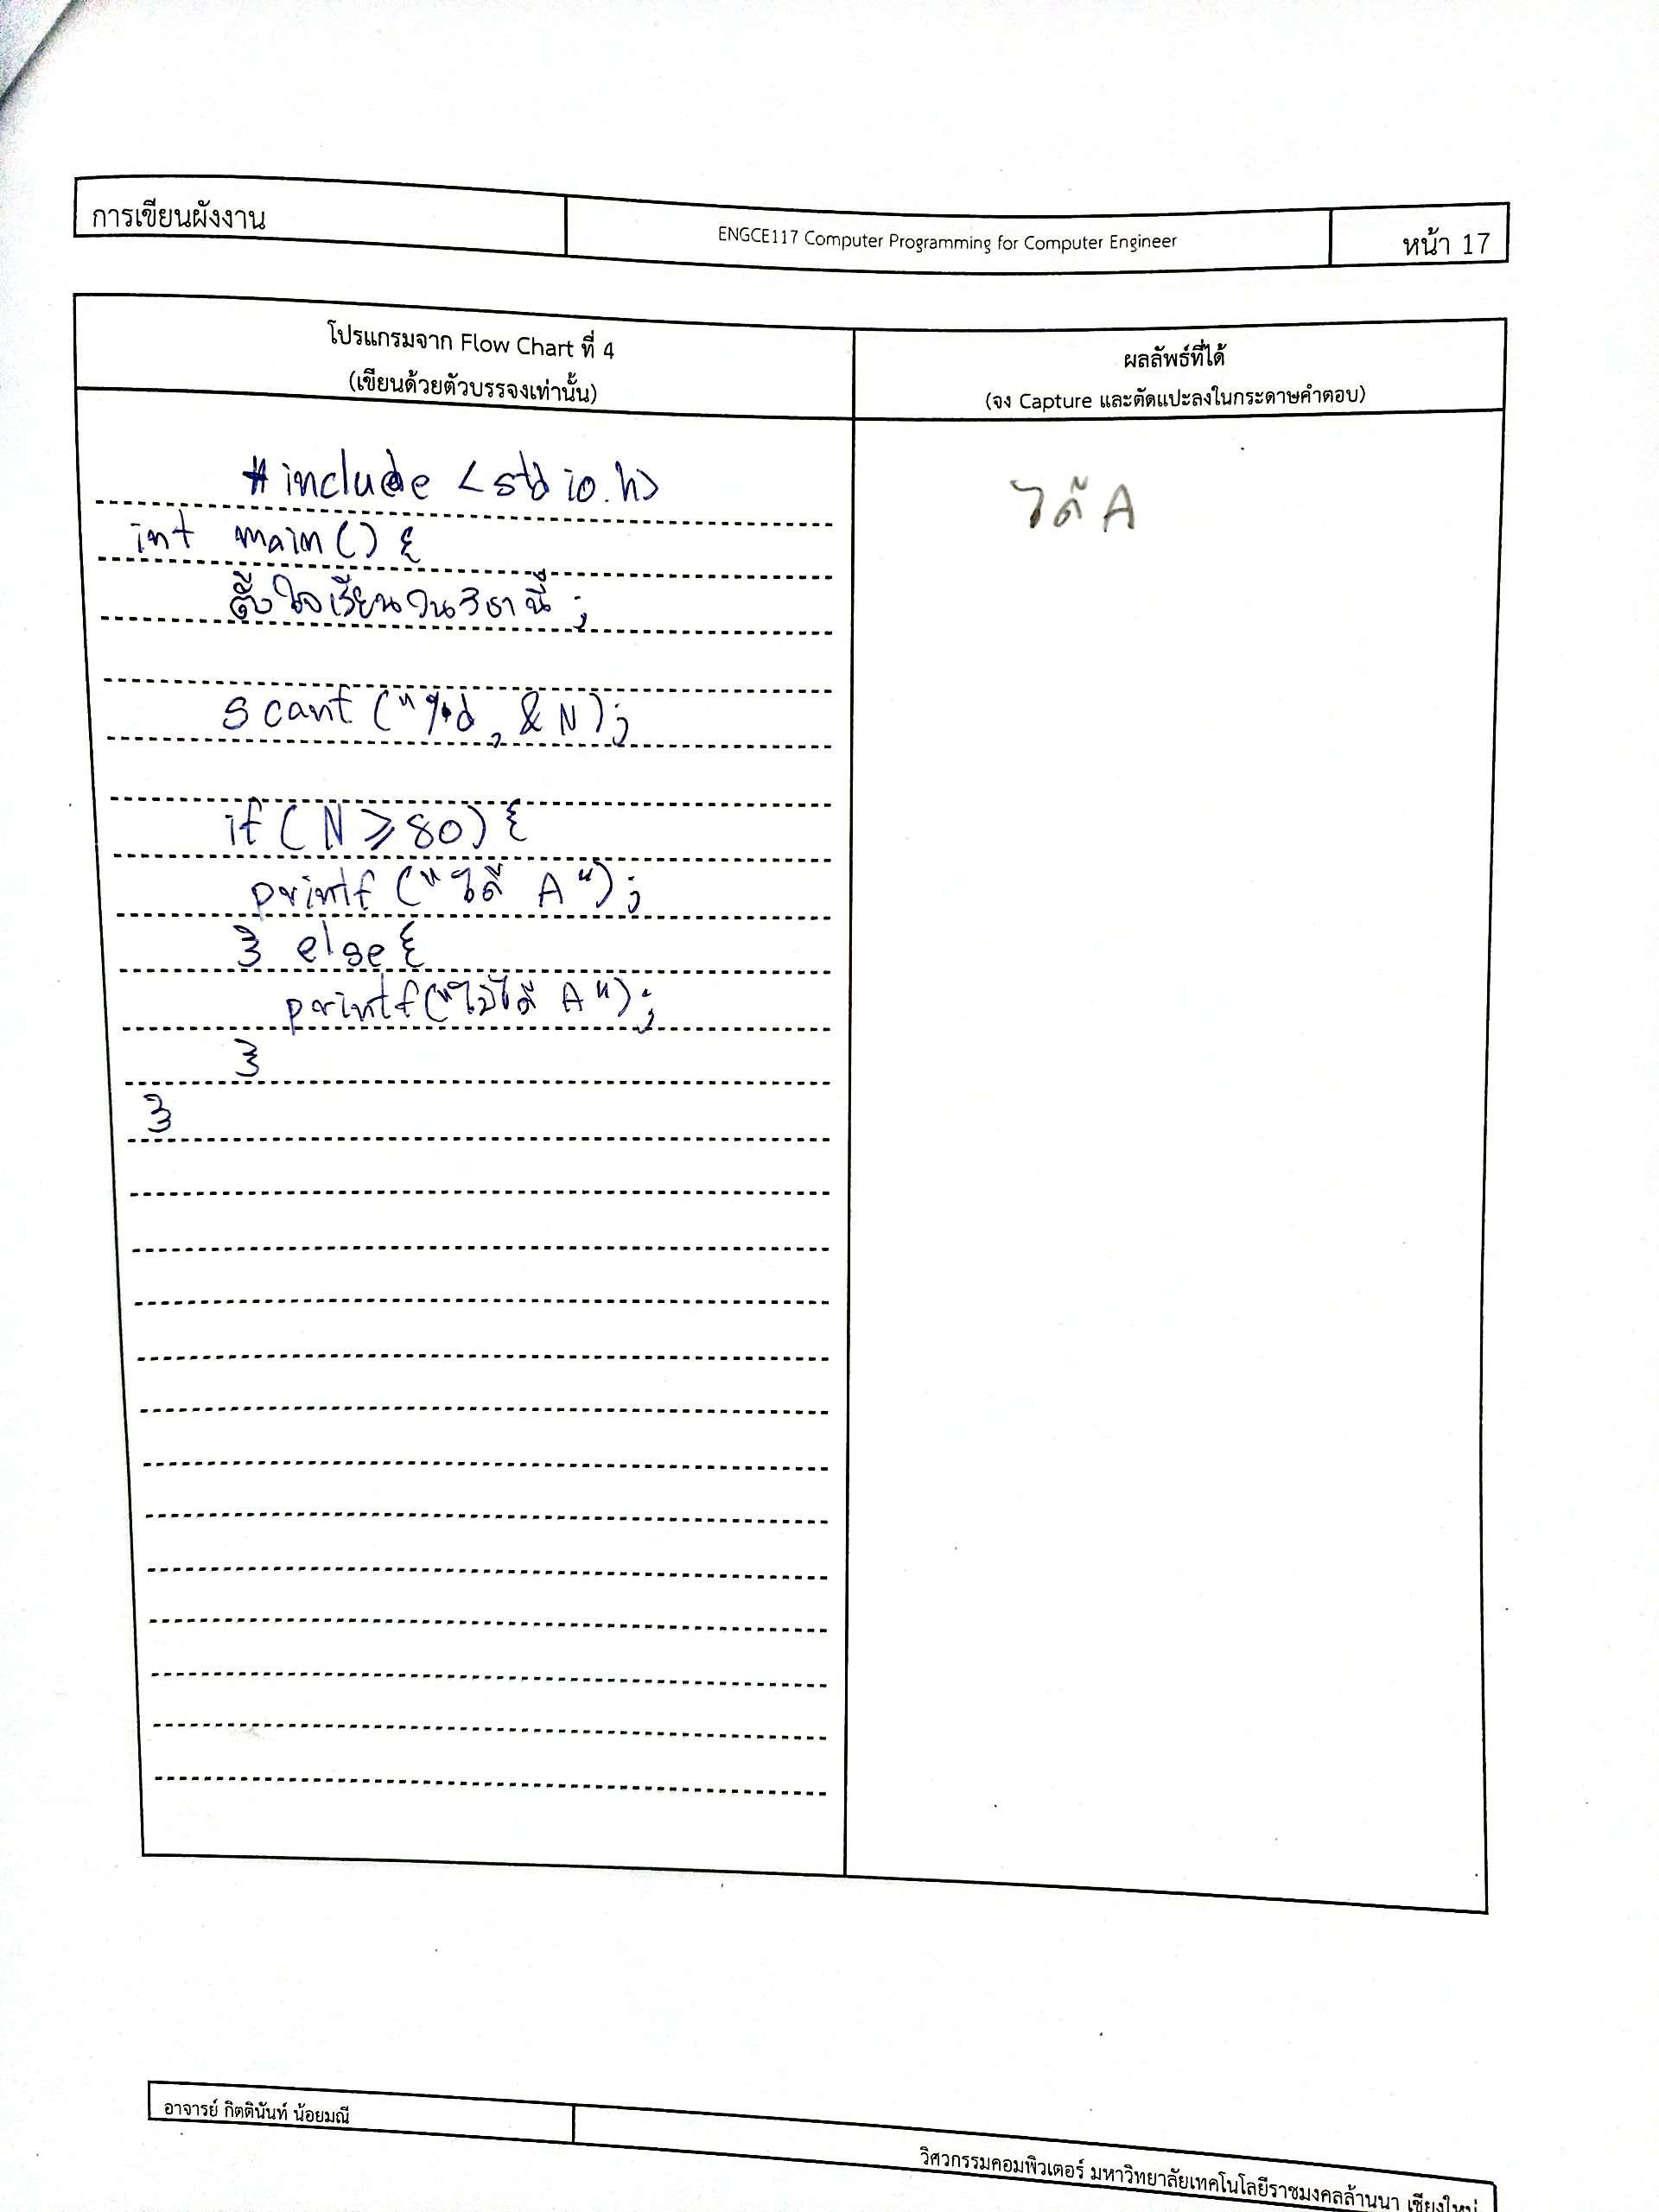 การเขียนผังงาน
ENGCE117 Computer Programming for Computer Engineer
หน้า 17
โปรแกรมจาก Flow Chart ที่ 4
(เขียนด้วยตัวบรรจงเท่านั้น)
ผลลัพธ์ที่ได้
(จง Capture และตัดแปะลงในกระดาษคำตอบ)
#include <stdio.h>
int main() {
ตั้งใจเรียนวิชานี้ ;
scanf ("%d, &N);
if (N ≥ 80) {
printf ("ได้ A");
} else {
printf("ไม่ได้ A");
}
}
ได้ A
อาจารย์ กิตตินันท์ น้อยมณี
วิศวกรรมคอมพิวเตอร์ มหาวิทยาลัยเทคโนโลยีราชมงคลล้านนา เชียงใหม่